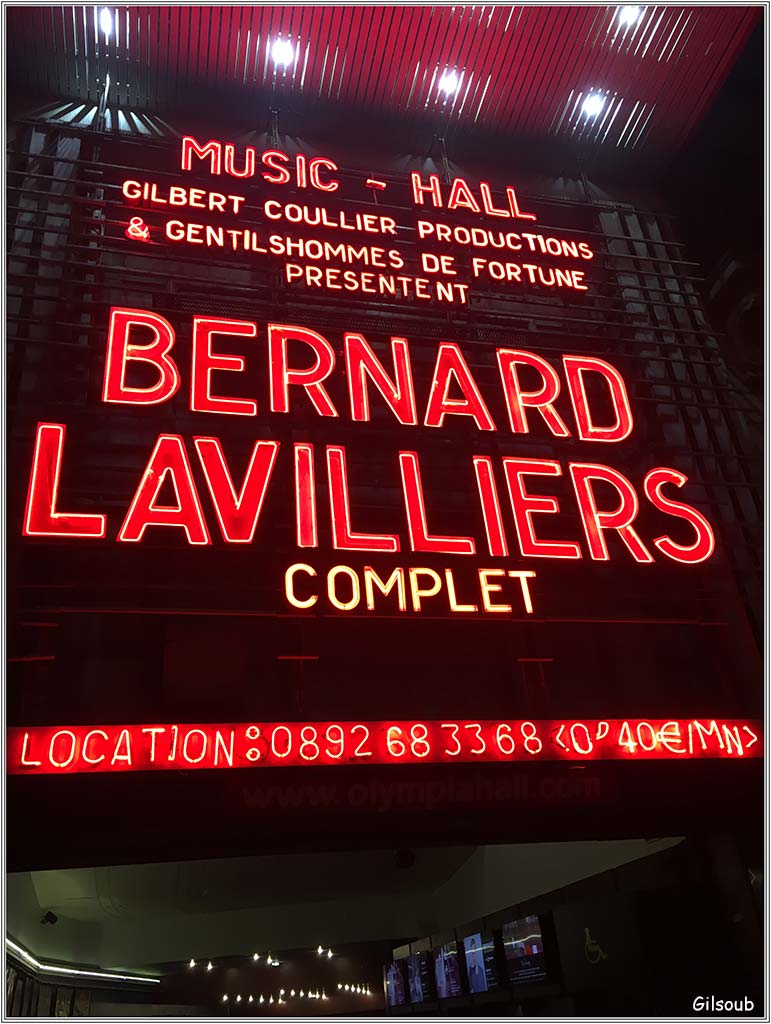 MUSIC - HALL
GILBERT COULLIER PRODUCTIONS
& GENTILSHOMMES DE FORTUNE
PRESENTENT
BERNARD
LAVILLIERS
COMPLET
LOCATION:0892 68 33 68 <0'40€/MN>
www.olympiahall.com
Gilsoub